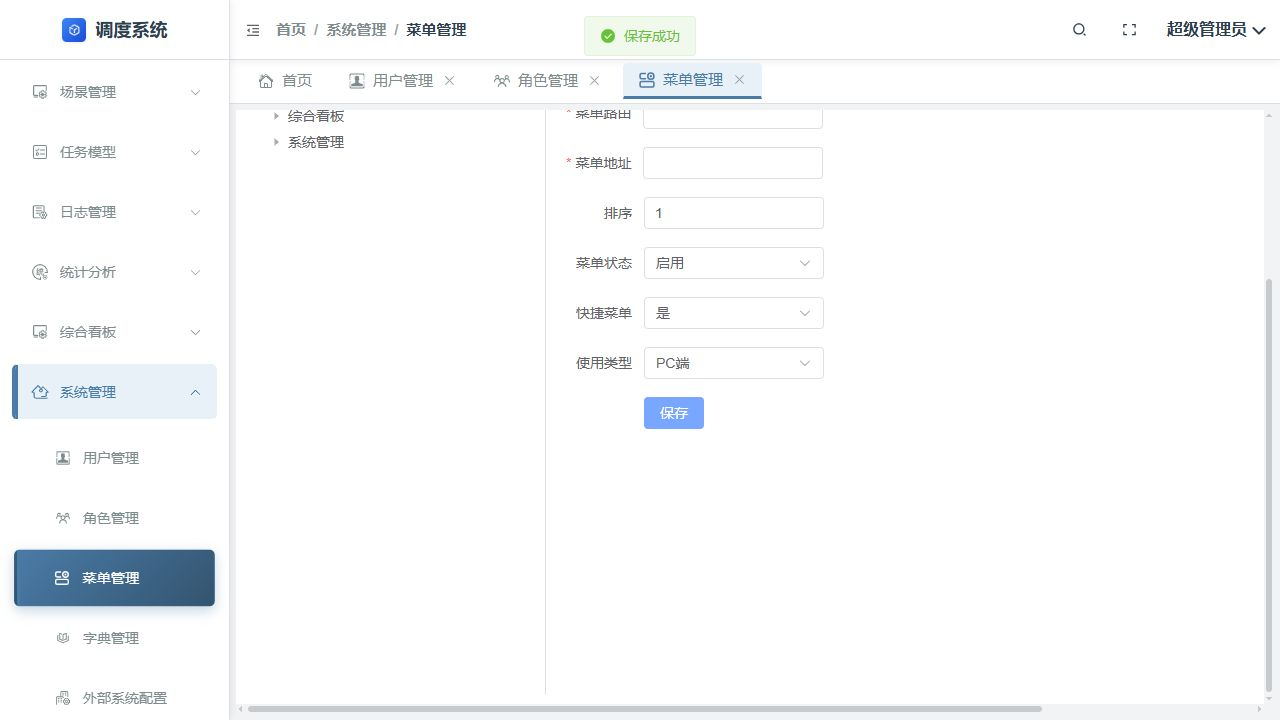 调度系统
首页 / 系统管理 / 菜单管理
保存成功
超级管理员
首页
用户管理
角色管理
菜单管理
场景管理
任务模型
日志管理
统计分析
综合看板
系统管理
用户管理
角色管理
菜单管理
字典管理
外部系统配置
综合看板
系统管理
* 菜单路由
* 菜单地址
排序 1
菜单状态 启用
快捷菜单 是
使用类型 PC端
保存